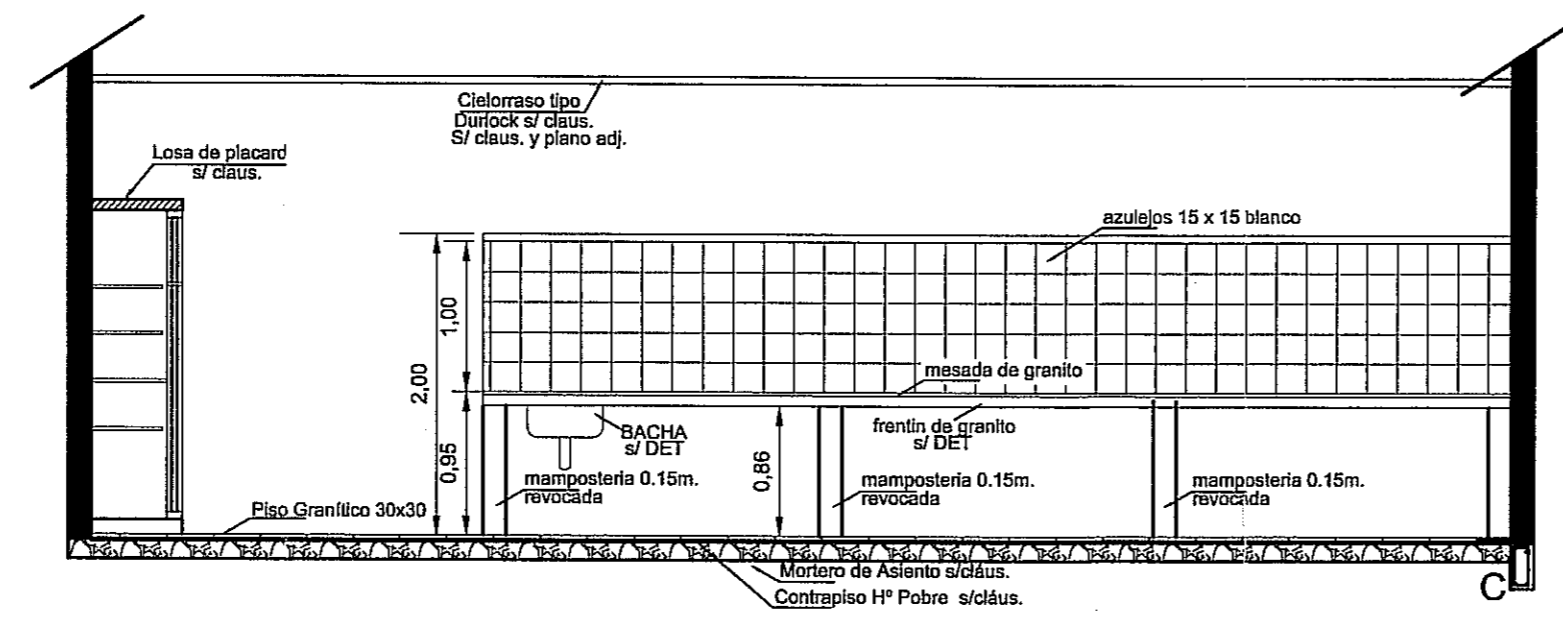 Cielorraso tipo
Durlock s/ claus.
S/ claus. y plano adj.
Losa de placard
s/ claus.
azulejos 15 x 15 blanco
1,00
2,00
mesada de granito
frentin de granito
s/ DET
BACHA
s/ DET
0,95
0,86
mamposteria 0.15m.
revocada
mamposteria 0.15m.
revocada
mamposteria 0.15m.
revocada
Piso Granítico 30x30
Mortero de Asiento s/cláus.
Contrapiso Hº Pobre s/cláus.
C